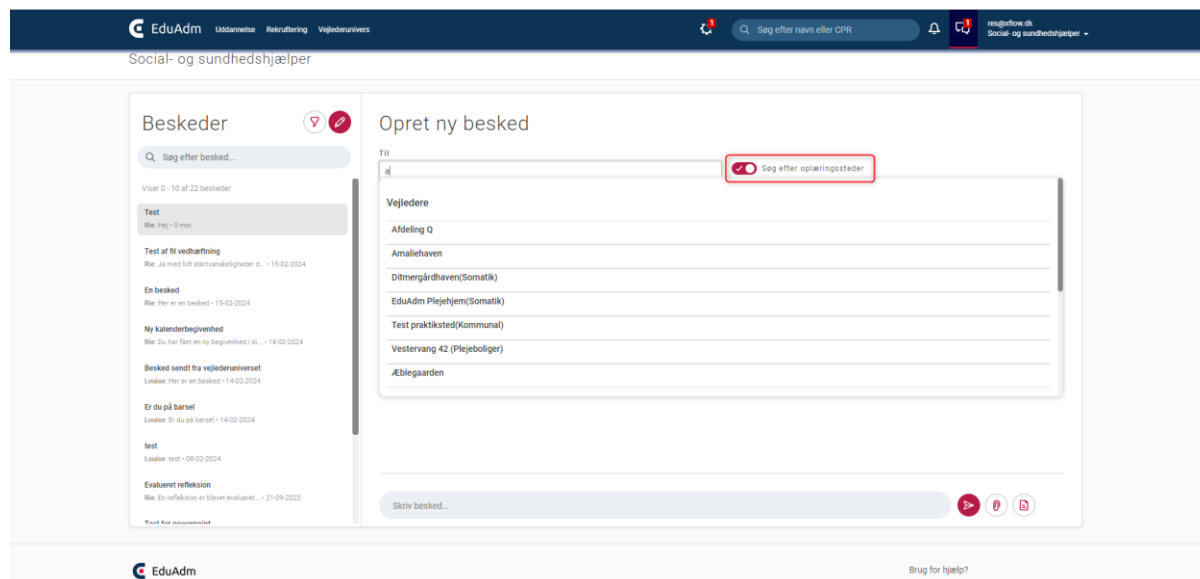 EduAdm Uddannelse Rekruttering Vejlederunivers 1 Søg efter navn eller CPR 1 res@xflow.dk
Social- og sundhedshjælper
Social- og sundhedshjælper
Beskeder
Søg efter besked...
Viser 0 - 10 af 22 beskeder
Test
Rie: Hej • 0 min.
Test af fil vedhæftning
Rie: Ja med lidt startvanskeligheder d... • 15-02-2024
En besked
Rie: Her er en besked • 15-02-2024
Ny kalenderbegivenhed
Rie: Du har fået en ny begivenhed i di... • 14-02-2024
Besked sendt fra vejlederuniverset
Louise: Her er en besked • 14-02-2024
Er du på barsel
Louise: Er du på barsel • 14-02-2024
test
Louise: test • 08-02-2024
Evalueret refleksion
Rie: En refleksion er blevet evalueret... • 21-09-2023
Test for powerpoint
Opret ny besked
Til
a
Søg efter oplæringssteder
Vejledere
Afdeling Q
Amaliehaven
Ditmergårdhaven(Somatik)
EduAdm Plejehjem(Somatik)
Test praktiksted(Kommunal)
Vestervang 42 (Plejeboliger)
Æblegaarden
Skriv besked...
EduAdm
Brug for hjælp?